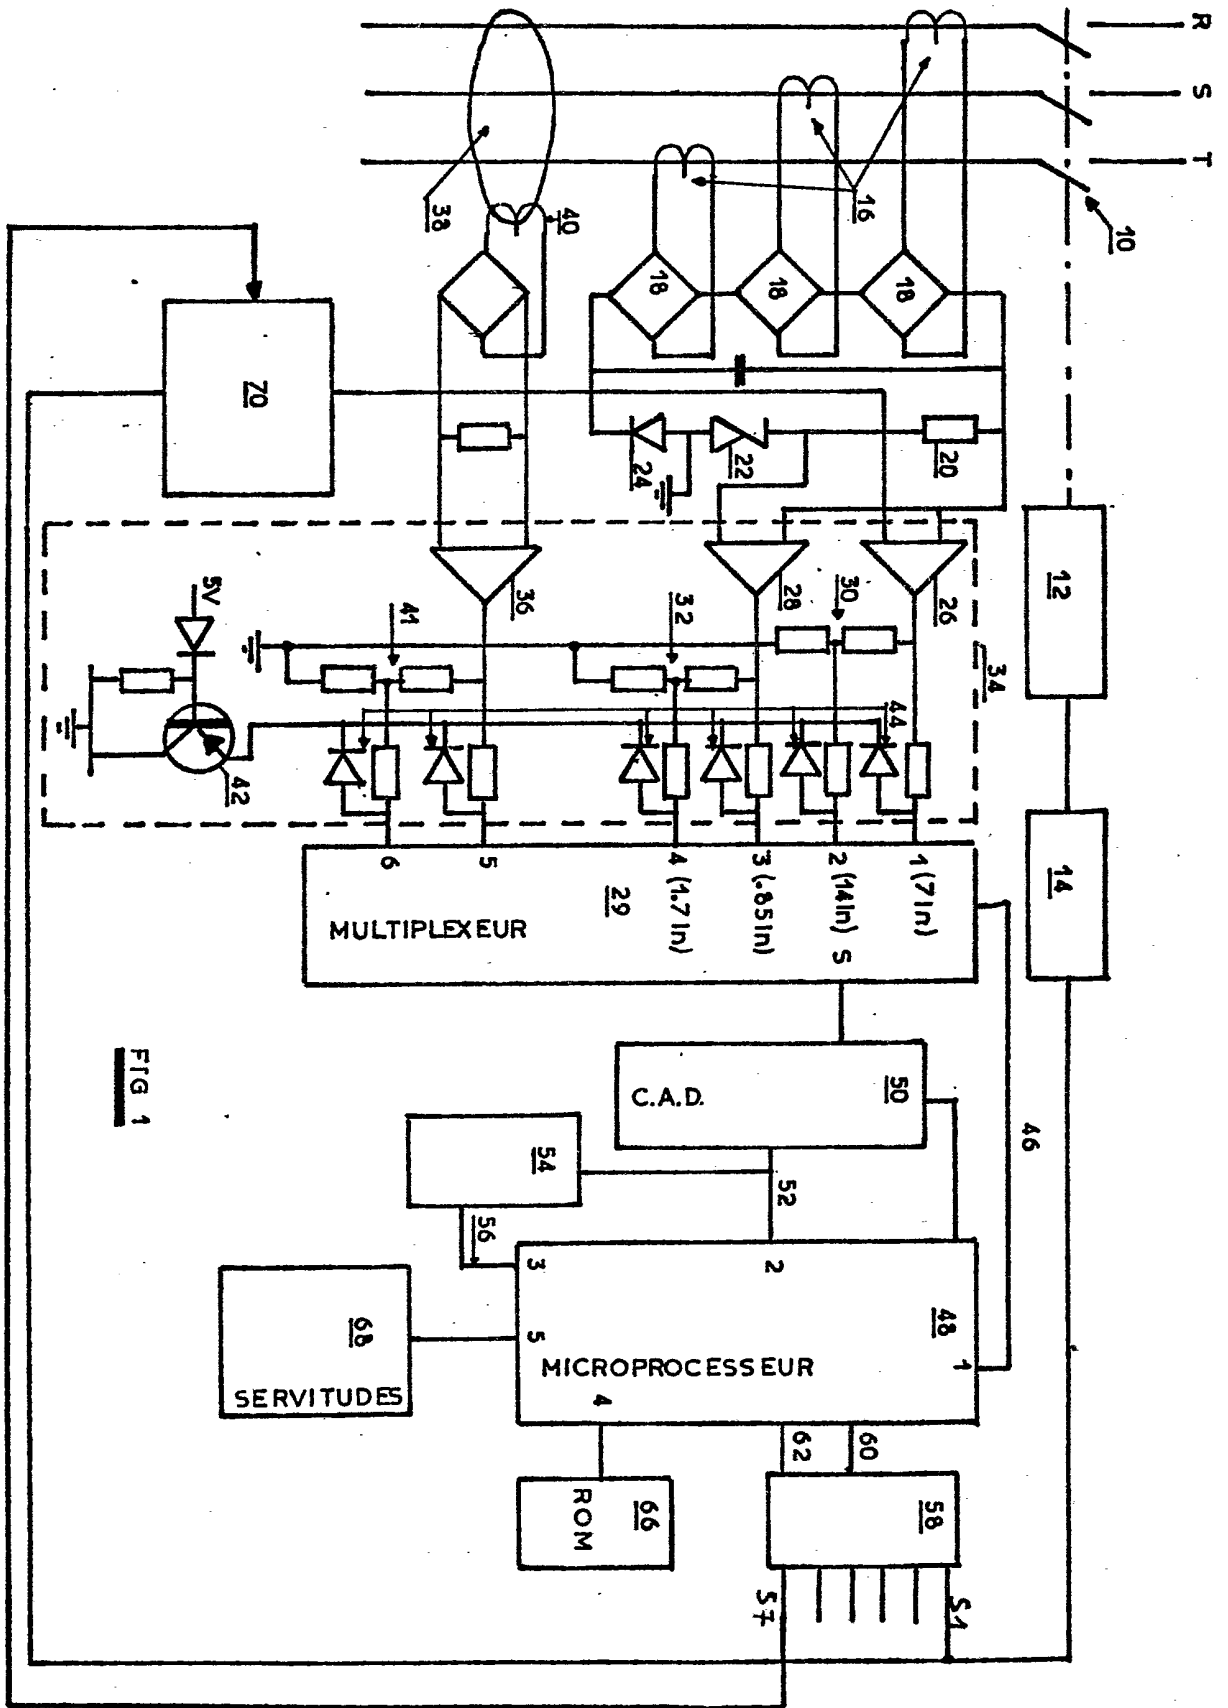 R
S
T
10
16
38
40
18
18
18
70
20
22
24
12
34
26
28
30
36
32
41
5V
42
44
14
1 (7 In)
2 (14 In) S
3 (.85 In)
4 (1.7 In)
5
6
29
MULTIPLEXEUR
46
50
C.A.D.
52
54
56
48
1
2
3
5
4
MICROPROCESSEUR
68
SERVITUDES
66
ROM
60
62
58
S1
S7
FIG 1